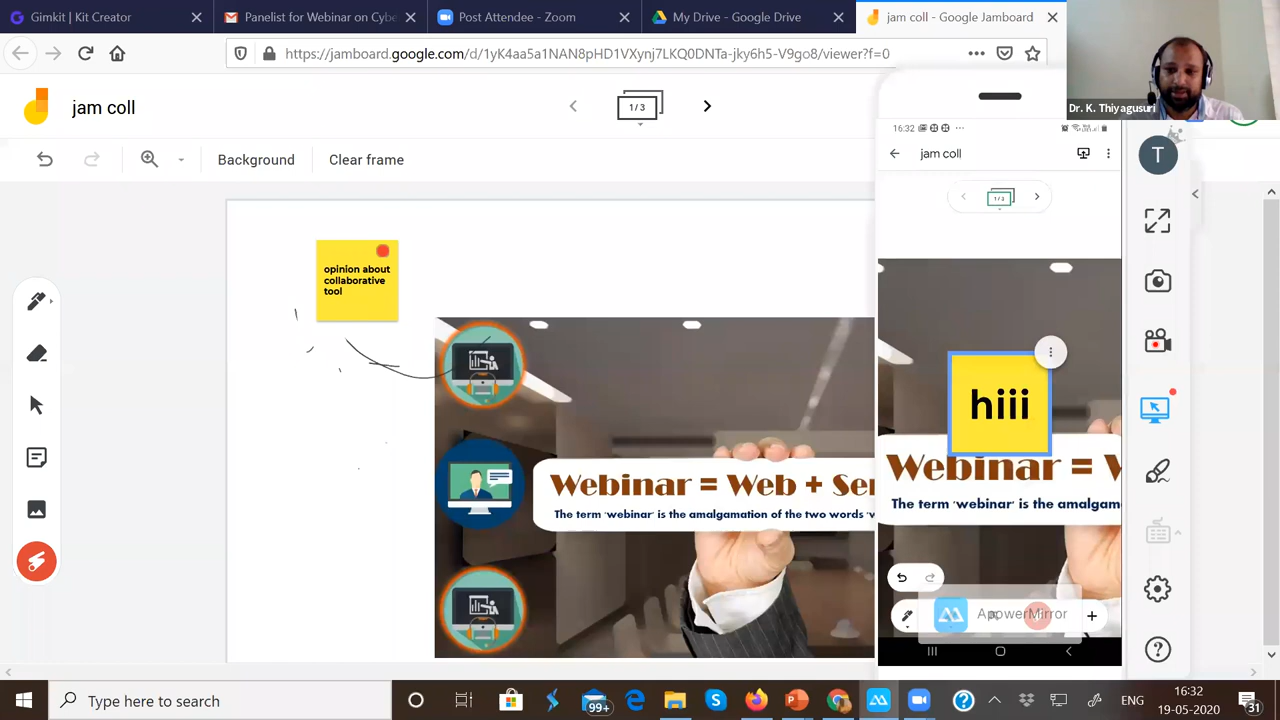 Gimkit | Kit Creator
Panelist for Webinar on Cybe
Post Attendee - Zoom
My Drive - Google Drive
jam coll - Google Jamboard
https://jamboard.google.com/d/1yK4aa5a1NAN8pHD1VXynj7LKQ0DNTa-jky6h5-V9go8/viewer?f=0
Dr. K. Thiyagusuri
jam coll
1 / 3
Background
Clear frame
opinion about
collaborative
tool
Webinar = Web + Ser
The term 'webinar' is the amalgamation of the two words 'v
16:32
jam coll
1 / 3
hiii
Webinar = V
The term 'webinar' is the amalgam
ApowerMirror
T
Type here to search
99+
ENG
16:32
19-05-2020
31